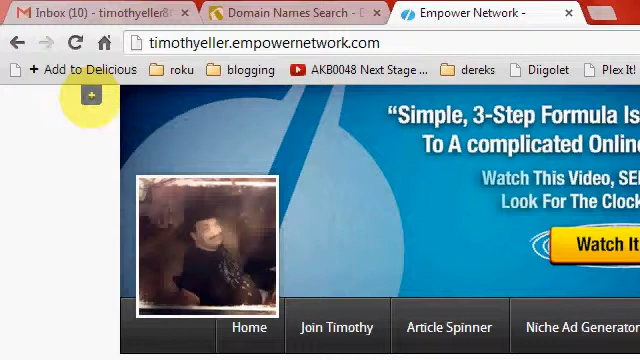 Inbox (10) - timothyeller8
Domain Names Search - D
Empower Network -
timothyeller.empowernetwork.com
+ Add to Delicious
roku
blogging
AKB0048 Next Stage ...
dereks
Diigolet
Plex It!
“Simple, 3-Step Formula Is
To A complicated Online
Watch This Video, SE
Look For The Clock
Watch It
Home
Join Timothy
Article Spinner
Niche Ad Generator